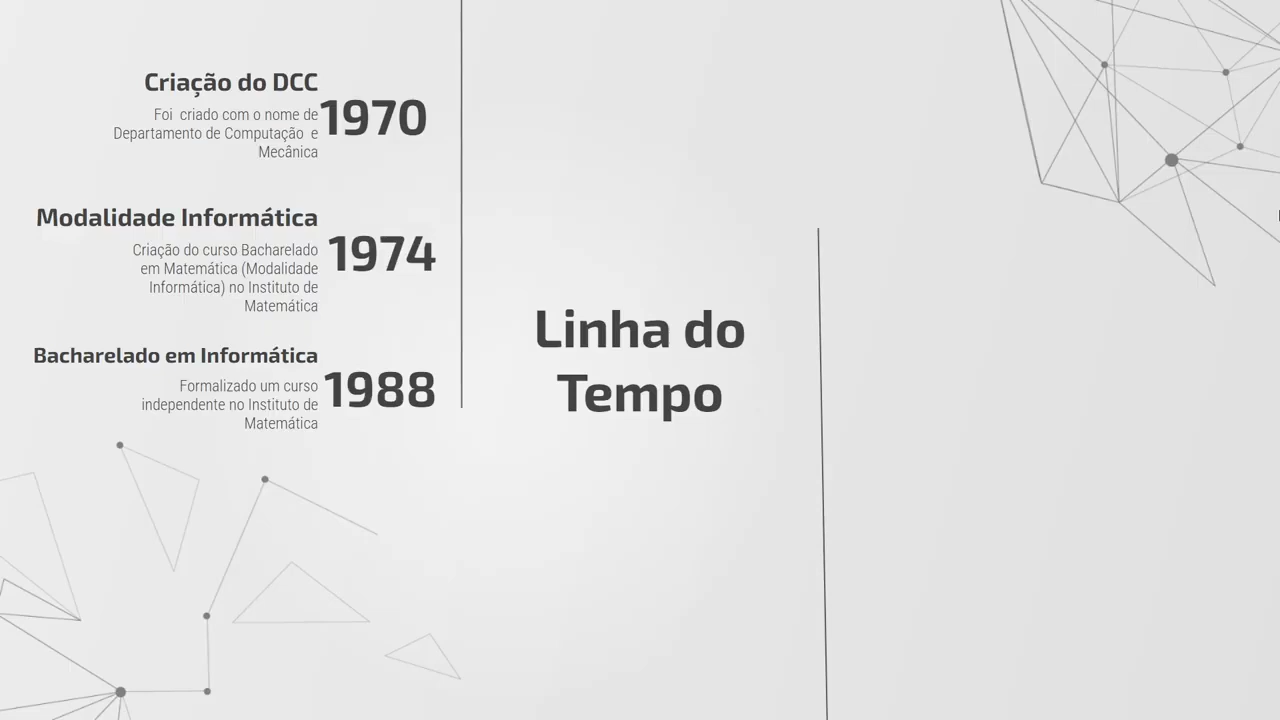 Criação do DCC
Foi criado com o nome de
Departamento de Computação e
Mecânica
1970
Modalidade Informática
Criação do curso Bacharelado
em Matemática (Modalidade
Informática) no Instituto de
Matemática
1974
Bacharelado em Informática
Formalizado um curso
independente no Instituto de
Matemática
1988
Linha do
Tempo